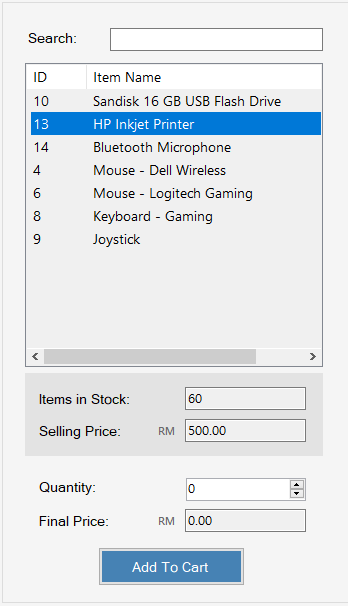 Search:
ID Item Name
10 Sandisk 16 GB USB Flash Drive
13 HP Inkjet Printer
14 Bluetooth Microphone
4 Mouse - Dell Wireless
6 Mouse - Logitech Gaming
8 Keyboard - Gaming
9 Joystick
Items in Stock: 60
Selling Price: RM 500.00
Quantity: 0
Final Price: RM 0.00
Add To Cart